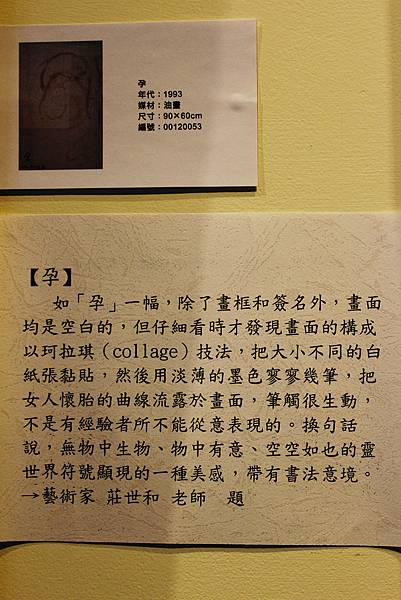 孕
年代：1993
媒材：油畫
尺寸：90×60cm
編號：00120053
【孕】
如「孕」一幅，除了畫框和簽名外，畫面
均是空白的，但仔細看時才發現畫面的構成
以珂拉琪（collage）技法，把大小不同的白
紙張黏貼，然後用淡薄的墨色寥寥幾筆，把
女人懷胎的曲線流露於畫面，筆觸很生動，
不是有經驗者所不能從意表現的。換句話
說，無物中生物、物中有意、空空如也的靈
世界符號顯現的一種美感，帶有書法意境。
→藝術家 莊世和 老師　題